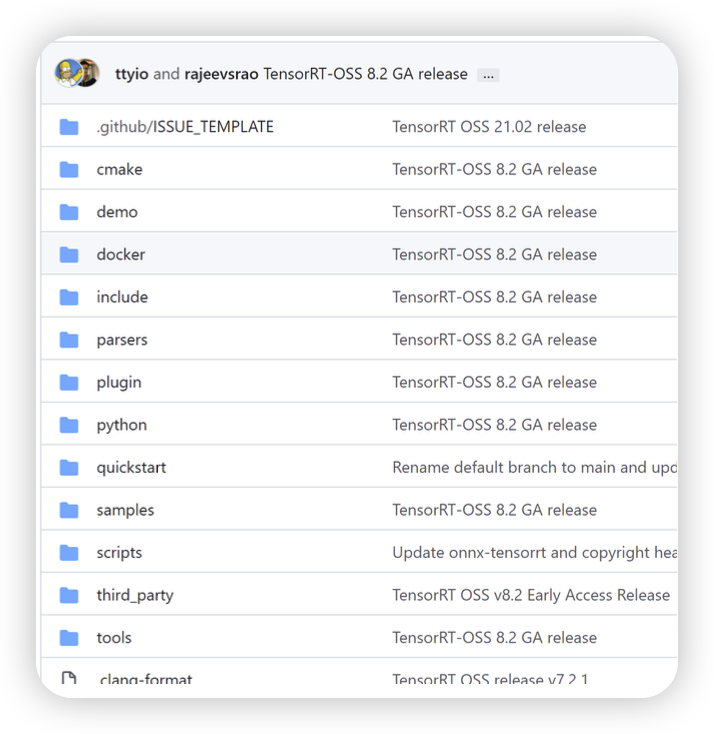 ttyio and rajeevsrao TensorRT-OSS 8.2 GA release ...
.github/ISSUE_TEMPLATE TensorRT OSS 21.02 release
cmake TensorRT-OSS 8.2 GA release
demo TensorRT-OSS 8.2 GA release
docker TensorRT-OSS 8.2 GA release
include TensorRT-OSS 8.2 GA release
parsers TensorRT-OSS 8.2 GA release
plugin TensorRT-OSS 8.2 GA release
python TensorRT-OSS 8.2 GA release
quickstart Rename default branch to main and upd
samples TensorRT-OSS 8.2 GA release
scripts Update onnx-tensorrt and copyright hea
third_party TensorRT OSS v8.2 Early Access Release
tools TensorRT-OSS 8.2 GA release
.clang-format TensorRT OSS release v7.2.1